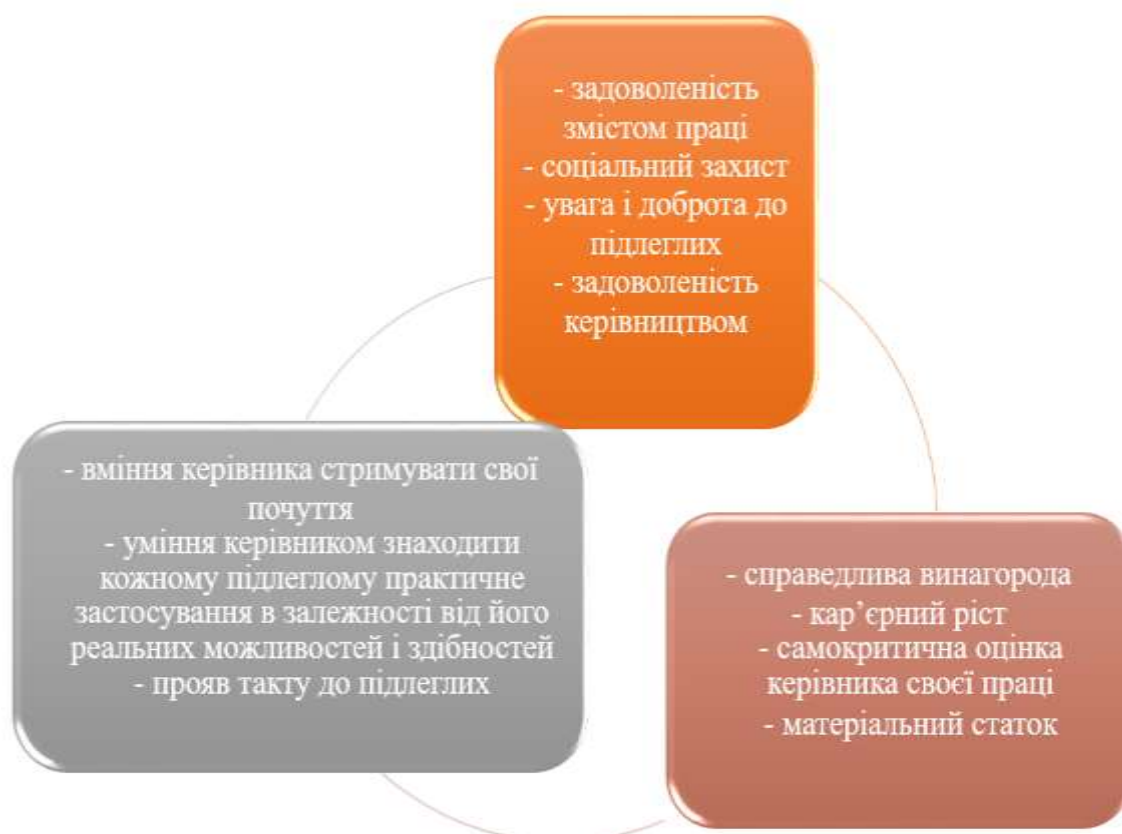 - задоволеність
змістом праці
- соціальний захист
- увага і доброта до
підлеглих
- задоволеність
керівництвом
- вміння керівника стримувати свої
почуття
- уміння керівником знаходити
кожному підлеглому практичне
застосування в залежності від його
реальних можливостей і здібностей
- прояв такту до підлеглих
- справедлива винагорода
- кар’єрний ріст
- самокритична оцінка
керівника своєї праці
- матеріальний статок